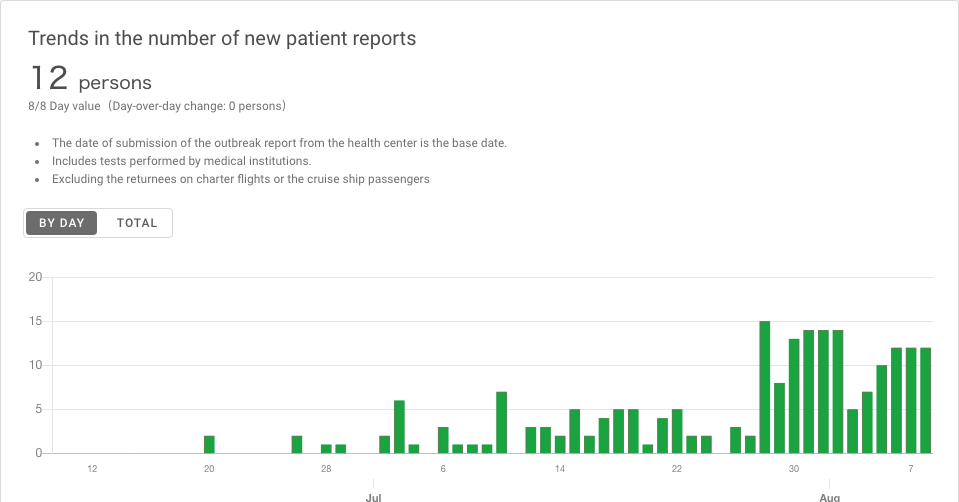 Trends in the number of new patient reports
12 persons
8/8 Day value（Day-over-day change: 0 persons）
• The date of submission of the outbreak report from the health center is the base date.
• Includes tests performed by medical institutions.
• Excluding the returnees on charter flights or the cruise ship passengers
BY DAY TOTAL
20
15
10
5
0
12 20 28 6 14 22 30 7
Jul Aug